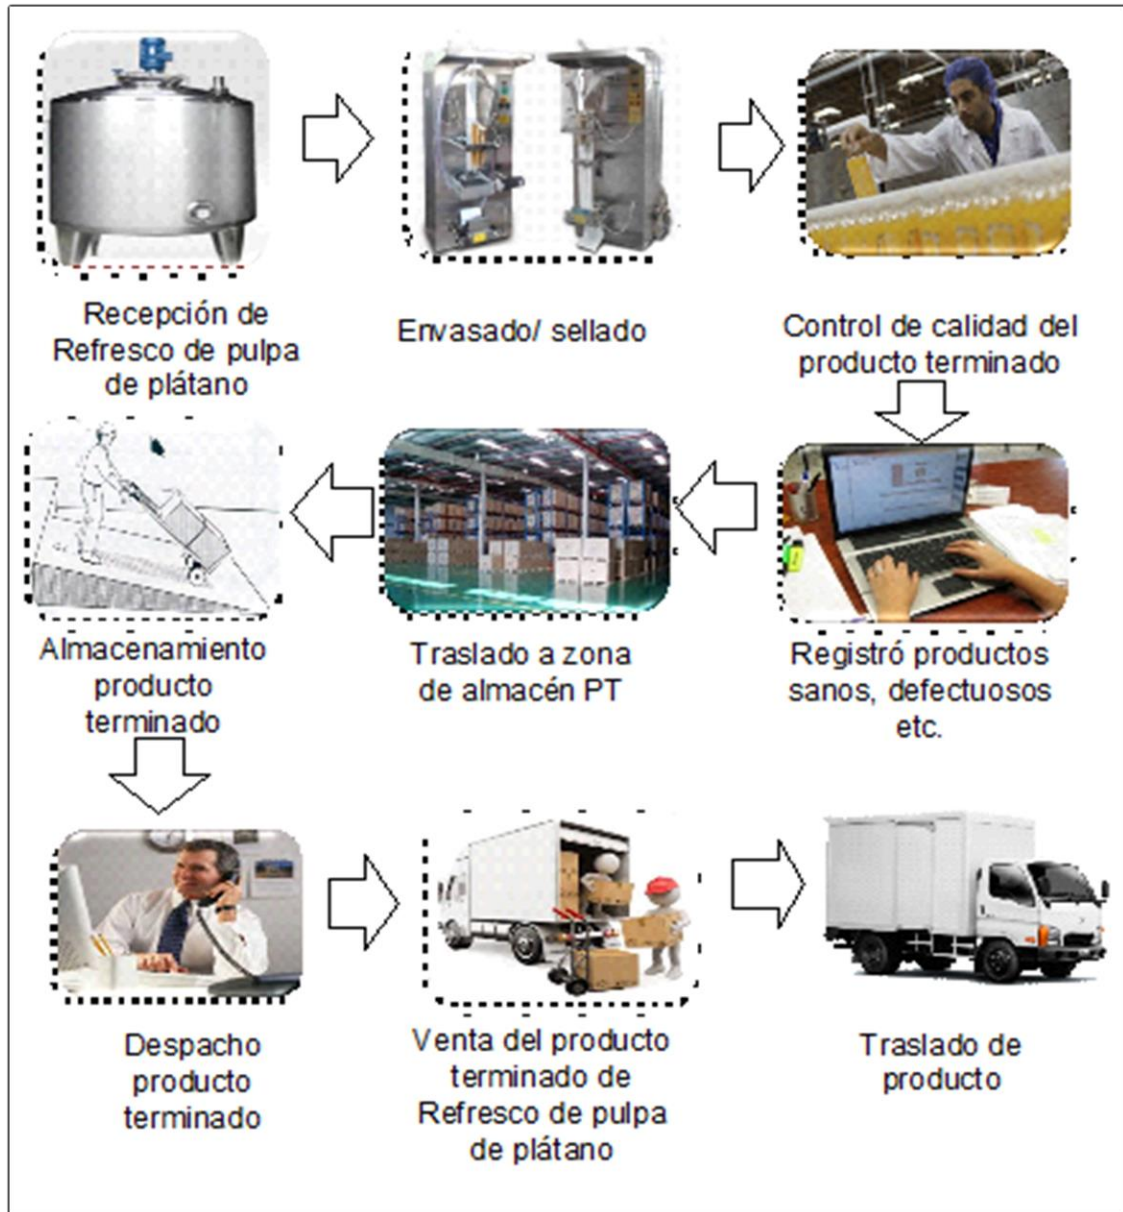 Recepción de
Refresco de pulpa
de plátano
Envasado/ sellado
Control de calidad del
producto terminado
Registró productos
sanos, defectuosos
etc.
Traslado a zona
de almacén PT
Almacenamiento
producto
terminado
Despacho
producto
terminado
Venta del producto
terminado de
Refresco de pulpa
de plátano
Traslado de
producto